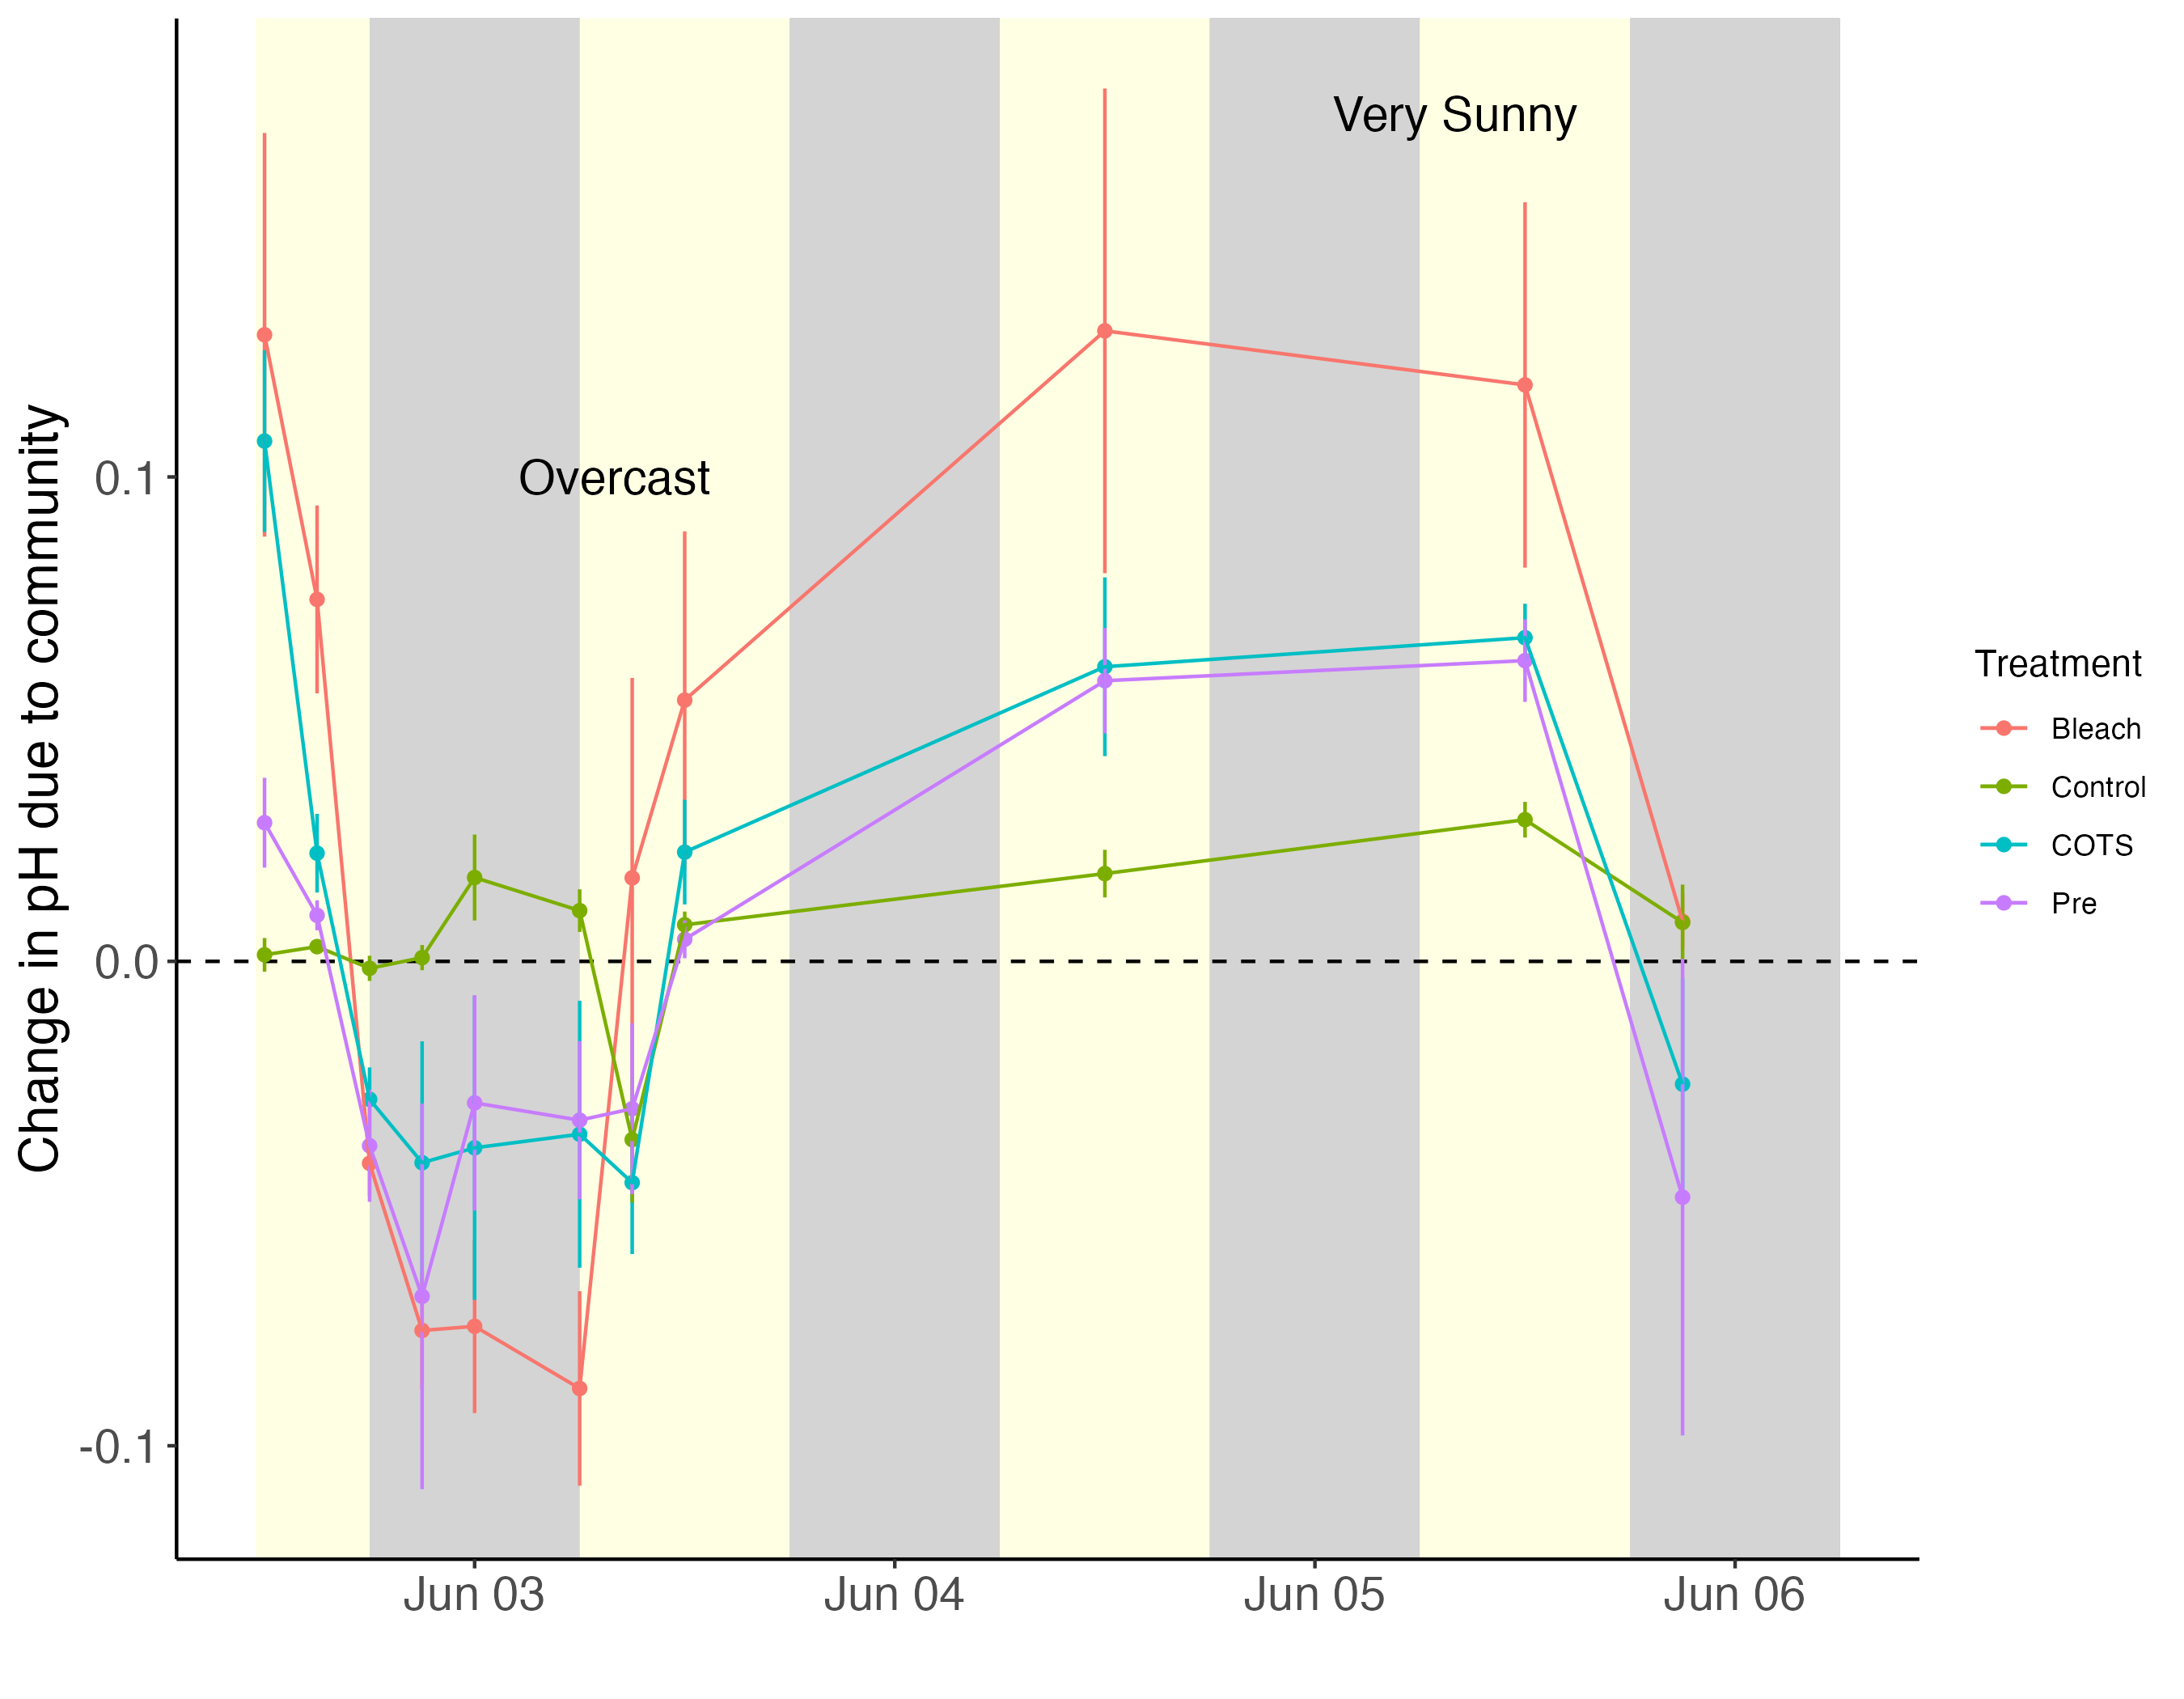 Very Sunny
Overcast
Change in pH due to community
0.1
0.0
-0.1
Jun 03
Jun 04
Jun 05
Jun 06
Treatment
Bleach
Control
COTS
Pre